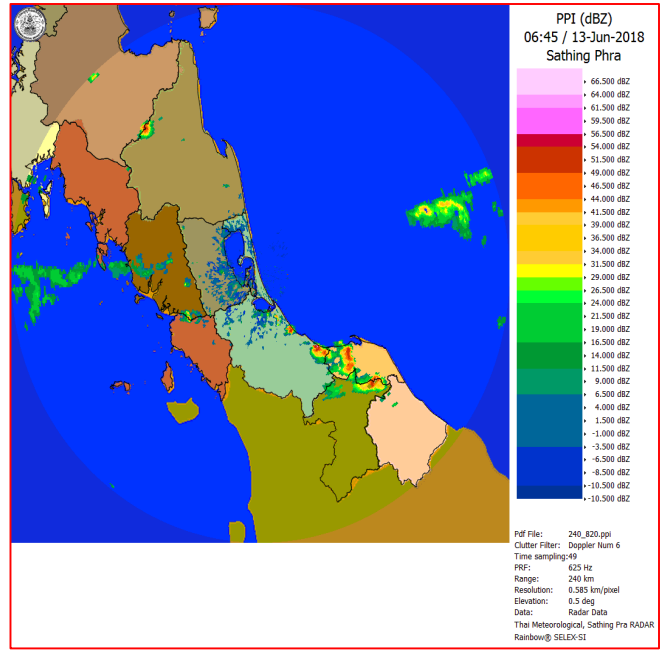 PPI (dBZ)
06:45 / 13-Jun-2018
Sathing Phra
66.500 dBZ
64.000 dBZ
61.500 dBZ
59.500 dBZ
56.500 dBZ
54.000 dBZ
51.500 dBZ
49.000 dBZ
46.500 dBZ
44.000 dBZ
41.500 dBZ
39.000 dBZ
36.500 dBZ
34.000 dBZ
31.500 dBZ
29.000 dBZ
26.500 dBZ
24.000 dBZ
21.500 dBZ
19.000 dBZ
16.500 dBZ
14.000 dBZ
11.500 dBZ
9.000 dBZ
6.500 dBZ
4.000 dBZ
1.500 dBZ
-1.000 dBZ
-3.500 dBZ
-6.500 dBZ
-8.500 dBZ
-10.500 dBZ
-10.500 dBZ
Pdf File: 240_820.ppi
Clutter Filter: Doppler Num 6
Time sampling:49
PRF: 625 Hz
Range: 240 km
Resolution: 0.585 km/pixel
Elevation: 0.5 deg
Data: Radar Data
Thai Meteorological, Sathing Pra RADAR
Rainbow® SELEX-SI